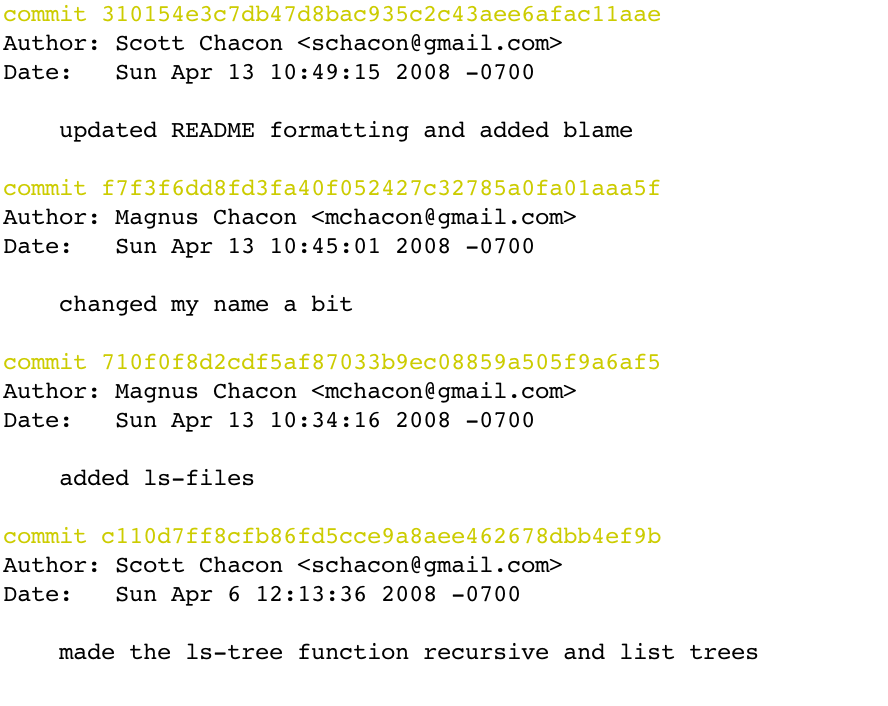 commit 310154e3c7db47d8bac935c2c43aee6afac11aae
Author: Scott Chacon <schacon@gmail.com>
Date:   Sun Apr 13 10:49:15 2008 -0700
updated README formatting and added blame
commit f7f3f6dd8fd3fa40f052427c32785a0fa01aaa5f
Author: Magnus Chacon <mchacon@gmail.com>
Date:   Sun Apr 13 10:45:01 2008 -0700
changed my name a bit
commit 710f0f8d2cdf5af87033b9ec08859a505f9a6af5
Author: Magnus Chacon <mchacon@gmail.com>
Date:   Sun Apr 13 10:34:16 2008 -0700
added ls-files
commit c110d7ff8cfb86fd5cce9a8aee462678dbb4ef9b
Author: Scott Chacon <schacon@gmail.com>
Date:   Sun Apr 6 12:13:36 2008 -0700
made the ls-tree function recursive and list trees